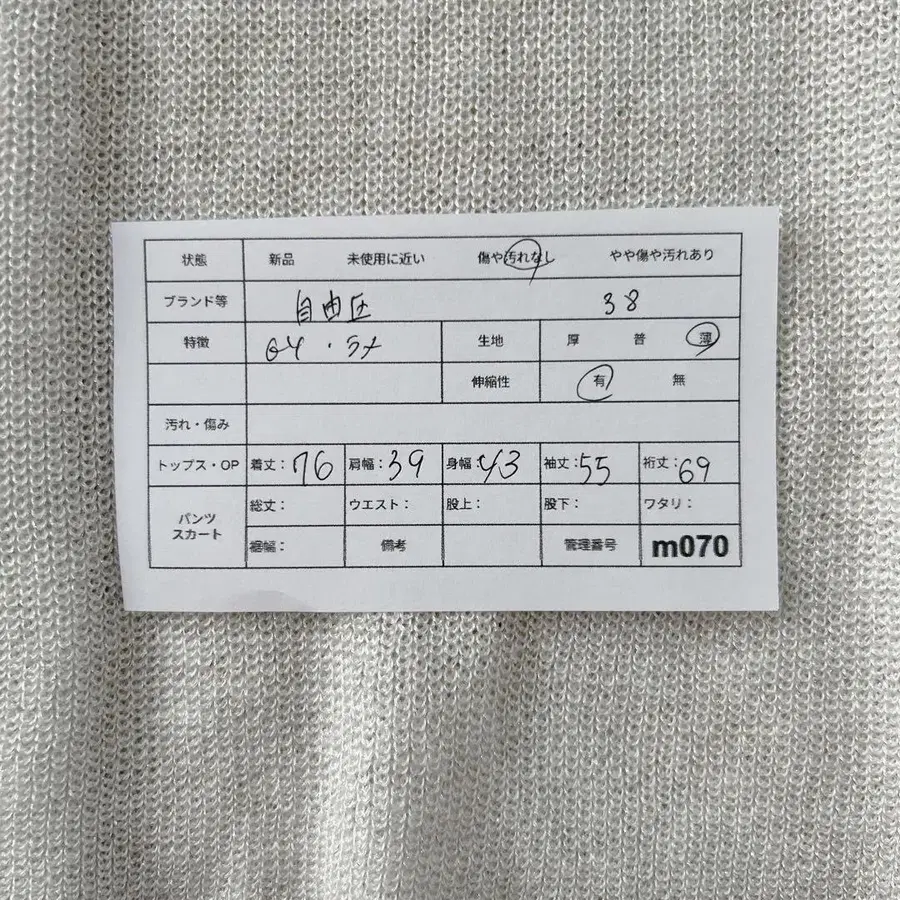 状態 新品 未使用に近い 傷や汚れなし やや傷や汚れあり
ブランド等 自由区 38
特徴 ・ラメ 生地 厚 普 薄
伸縮性 有 無
汚れ・傷み
トップス・OP 着丈:76 肩幅:39 身幅:43 袖丈:55 裄丈:69
パンツ スカート 総丈: ウエスト: 股上: 股下: ワタリ:
裾幅: 備考 管理番号 m070